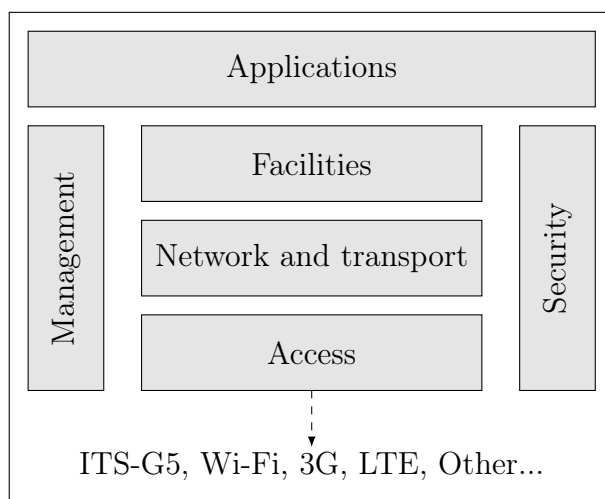 Applications
Management
Facilities
Network and transport
Access
Security
ITS-G5, Wi-Fi, 3G, LTE, Other...